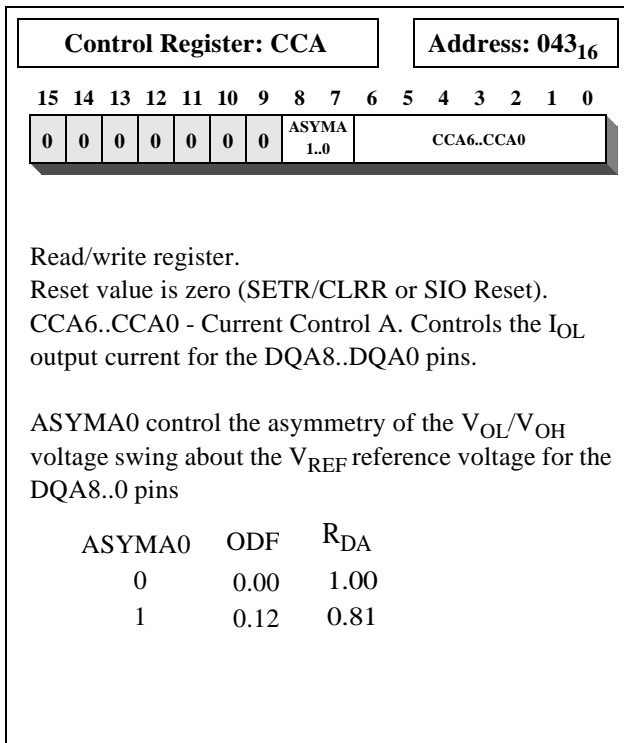 Control Register: CCA
Address: 043₁₆
15 14 13 12 11 10 9 8 7 6 5 4 3 2 1 0
0 0 0 0 0 0 0 ASYMA 1..0 CCA6..CCA0
Read/write register.
Reset value is zero (SETR/CLRR or SIO Reset).
CCA6..CCA0 - Current Control A. Controls the I_OL
output current for the DQA8..DQA0 pins.
ASYMA0 control the asymmetry of the V_OL/V_OH
voltage swing about the V_REF reference voltage for the
DQA8..0 pins
ASYMA0 ODF R_DA
0 0.00 1.00
1 0.12 0.81